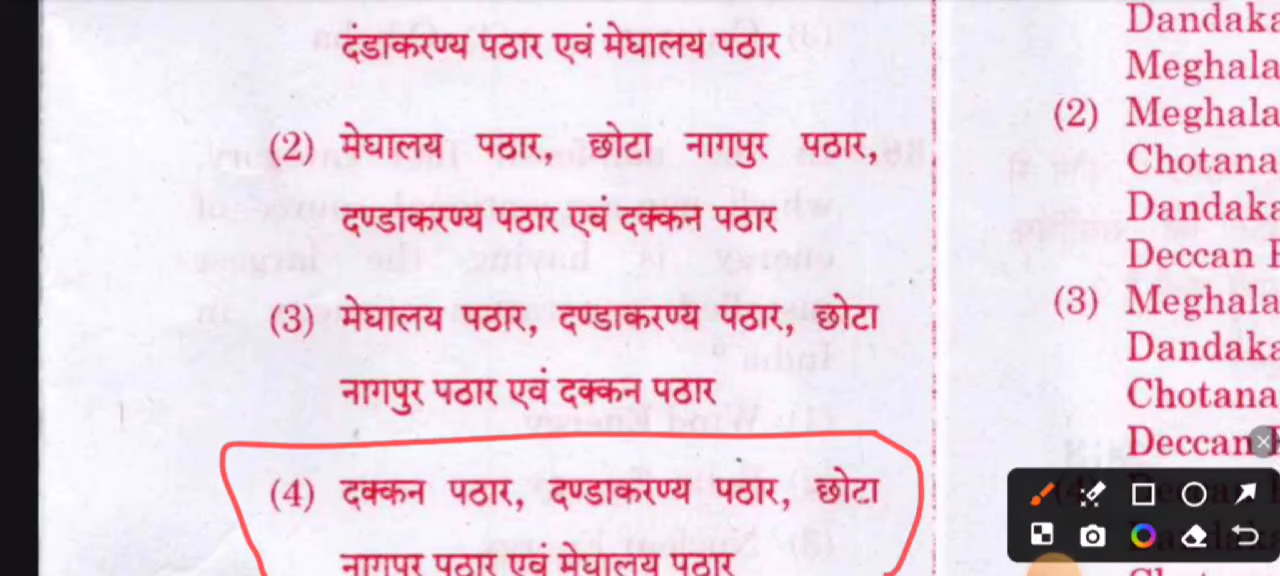 दंडाकरण्य पठार एवं मेघालय पठार
(2) मेघालय पठार, छोटा नागपुर पठार,
दण्डाकरण्य पठार एवं दक्कन पठार
(3) मेघालय पठार, दण्डाकरण्य पठार, छोटा
नागपुर पठार एवं दक्कन पठार
(4) दक्कन पठार, दण्डाकरण्य पठार, छोटा
नागपुर पठार एवं मेघालय पठार
Dandaka
Meghala
(2) Meghala
Chotana
Dandaka
Deccan
(3) Meghala
Dandaka
Chotana
Deccan